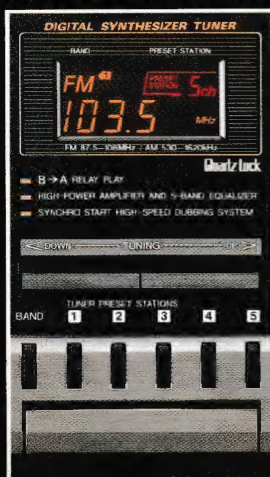 DIGITAL SYNTHESIZER TUNER
BAND PRESET STATION
FM PRESET STATION 5ch
103.5 MHz
FM 87.5–108MHz / AM 530–1620kHz
Quartz Lock
B→A RELAY PLAY
HIGH-POWER AMPLIFIER AND 5-BAND EQUALIZER
SYNCHRO START HIGH-SPEED DUBBING SYSTEM
DOWN TUNING UP
TUNER PRESET STATIONS
BAND 1 2 3 4 5